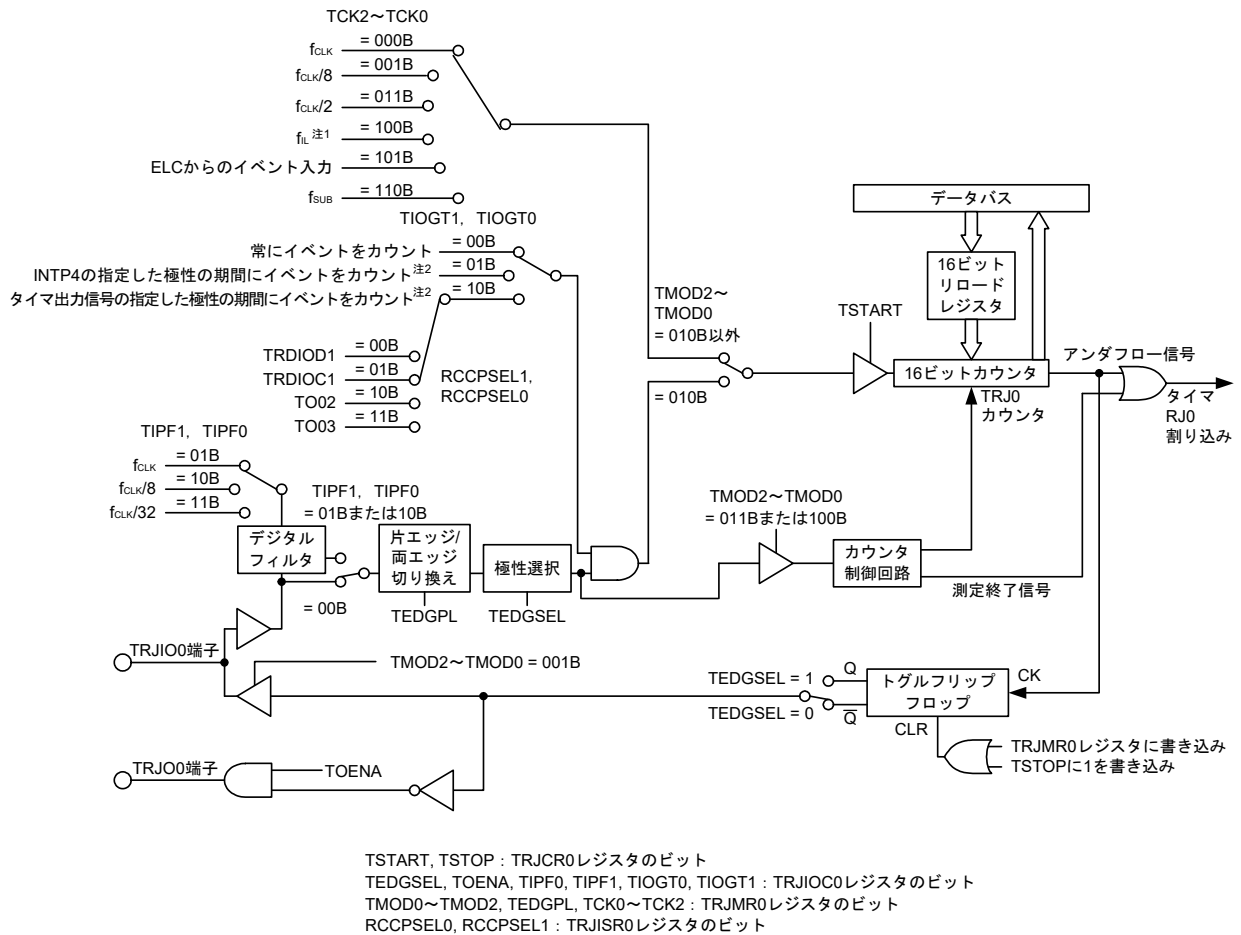 TCK2～TCK0
fCLK = 000B
fCLK/8 = 001B
fCLK/2 = 011B
fIL 注1 = 100B
ELCからのイベント入力 = 101B
fSUB = 110B
TIOGT1, TIOGT0
常にイベントをカウント = 00B
INTP4の指定した極性の期間にイベントをカウント注2 = 01B
タイマ出力信号の指定した極性の期間にイベントをカウント注2 = 10B
TRDIOD1 = 00B
TRDIOC1 = 01B
TO02 = 10B
TO03 = 11B
RCCPSEL1,
RCCPSEL0
TMOD2～
TMOD0
= 010B以外
= 010B
TSTART
データバス
16ビット
リロード
レジスタ
16ビットカウンタ
TRJ0
カウンタ
アンダフロー信号
タイマ
RJ0
割り込み
TIPF1, TIPF0
fCLK = 01B
fCLK/8 = 10B
fCLK/32 = 11B
デジタル
フィルタ
TIPF1, TIPF0
= 01Bまたは10B
= 00B
片エッジ/
両エッジ
切り換え
TEDGPL
極性選択
TEDGSEL
TMOD2～TMOD0
= 011Bまたは100B
カウンタ
制御回路
測定終了信号
TRJIO0端子
TMOD2～TMOD0 = 001B
TEDGSEL = 1
TEDGSEL = 0
Q
Q̅
トグルフリップ
フロップ
CK
CLR
TRJMR0レジスタに書き込み
TSTOPに1を書き込み
TRJO0端子
TOENA
TSTART, TSTOP : TRJCR0レジスタのビット
TEDGSEL, TOENA, TIPF0, TIPF1, TIOGT0, TIOGT1 : TRJIOC0レジスタのビット
TMOD0～TMOD2, TEDGPL, TCK0～TCK2 : TRJMR0レジスタのビット
RCCPSEL0, RCCPSEL1 : TRJISR0レジスタのビット